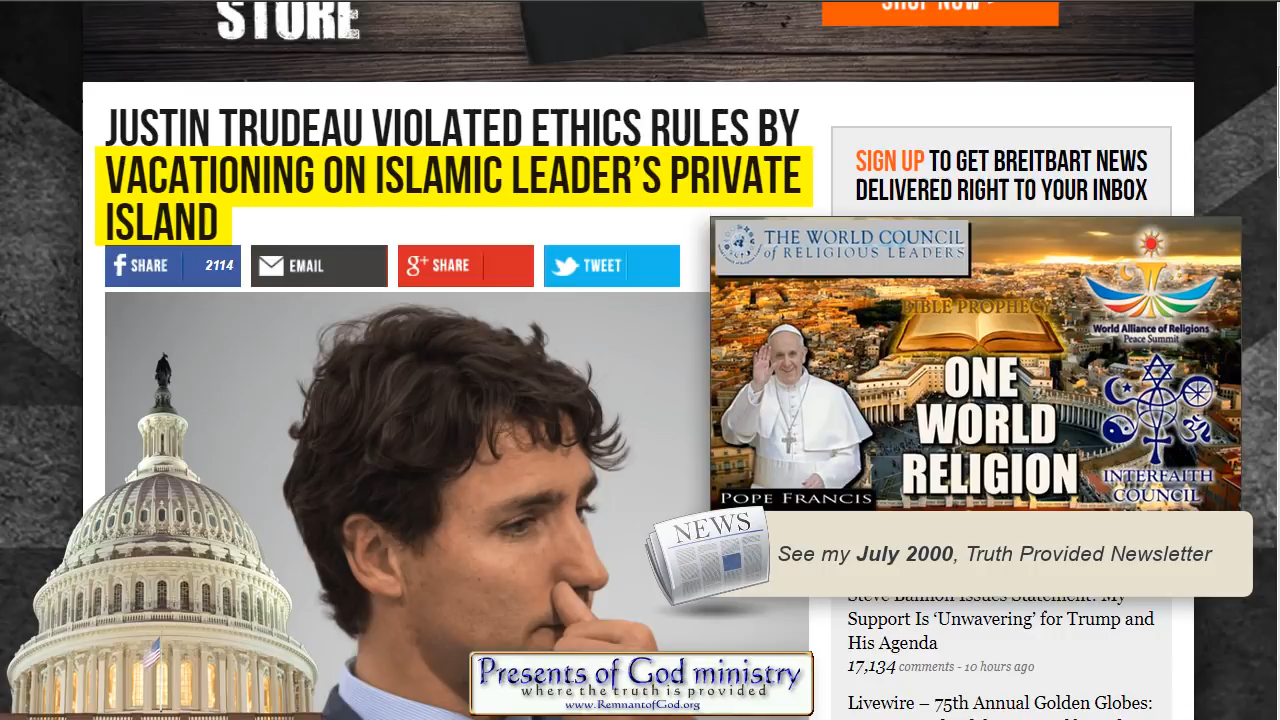 STORE
SHOP NOW >
JUSTIN TRUDEAU VIOLATED ETHICS RULES BY
VACATIONING ON ISLAMIC LEADER'S PRIVATE
ISLAND
f SHARE 2114
EMAIL
g+ SHARE
TWEET
SIGN UP TO GET BREITBART NEWS
DELIVERED RIGHT TO YOUR INBOX
THE WORLD COUNCIL
of RELIGIOUS LEADERS
BIBLE PROPHECY
World Alliance of Religions
Peace Summit
ONE
WORLD
RELIGION
INTERFAITH
COUNCIL
POPE FRANCIS
NEWS
See my July 2000, Truth Provided Newsletter
Steve Bannon Issues Statement: My
Support Is ‘Unwavering’ for Trump and
His Agenda
17,134 comments - 10 hours ago
Livewire – 75th Annual Golden Globes:
Presents of God ministry
where the truth is provided
www.RemnantofGod.org